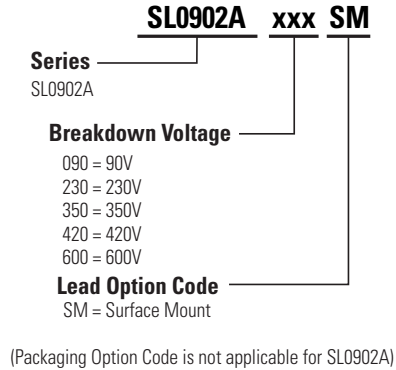 SL0902A xxx SM
Series
SL0902A
Breakdown Voltage
090 = 90V
230 = 230V
350 = 350V
420 = 420V
600 = 600V
Lead Option Code
SM = Surface Mount
(Packaging Option Code is not applicable for SL0902A)